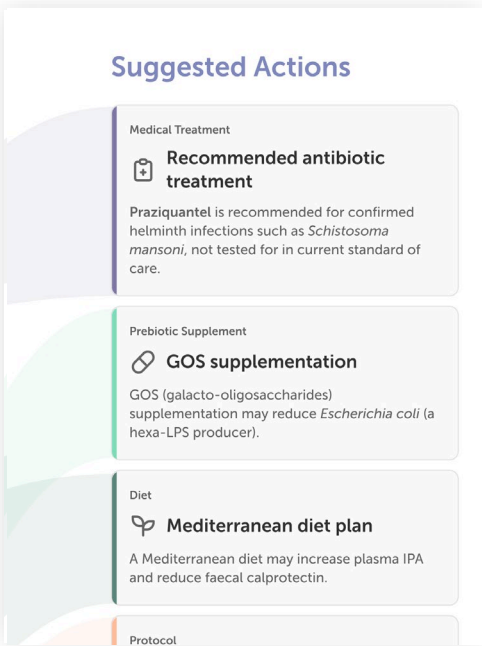 Suggested Actions
Medical Treatment
Recommended antibiotic
treatment
Praziquantel is recommended for confirmed
helminth infections such as Schistosoma
mansoni, not tested for in current standard of
care.
Prebiotic Supplement
GOS supplementation
GOS (galacto-oligosaccharides)
supplementation may reduce Escherichia coli (a
hexa-LPS producer).
Diet
Mediterranean diet plan
A Mediterranean diet may increase plasma IPA
and reduce faecal calprotectin.
Protocol